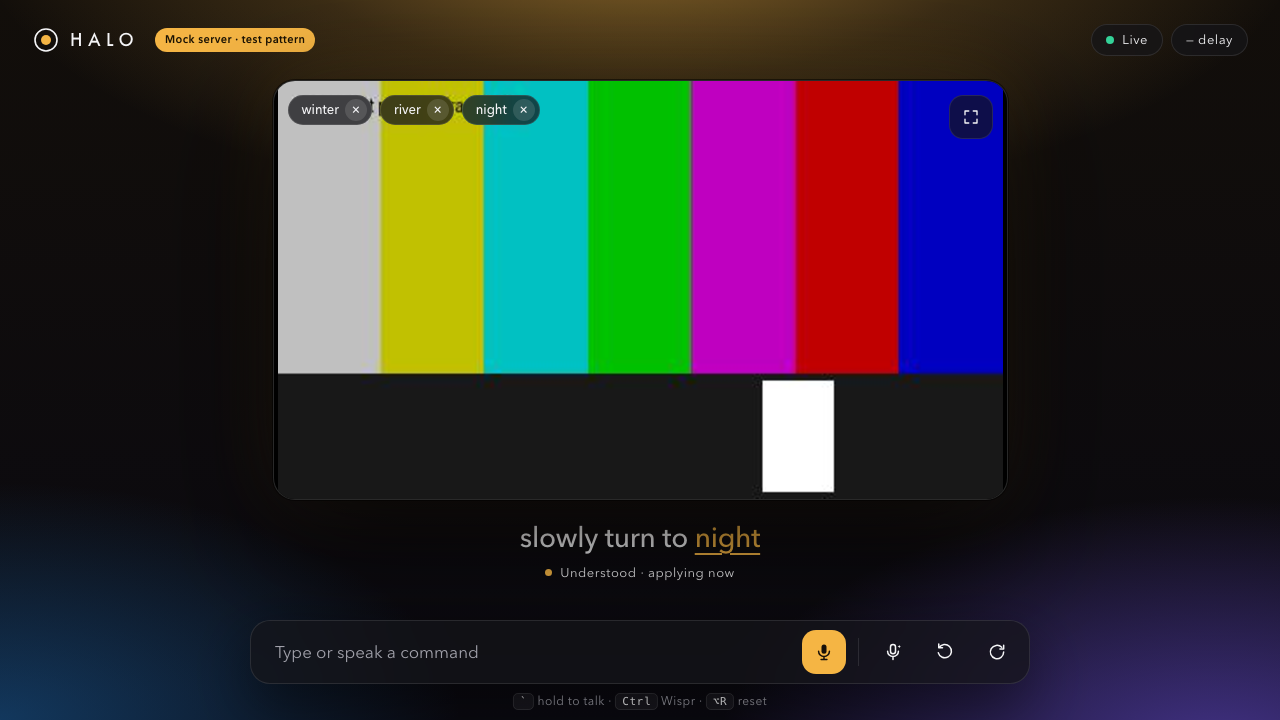 HALO
Mock server · test pattern
Live
– delay
winter ×
river ×
night ×
slowly turn to night
Understood · applying now
Type or speak a command
` hold to talk · Ctrl Wispr · ⌥R reset